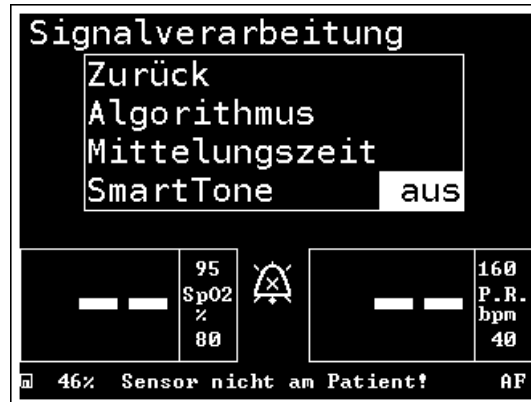 Signalverarbeitung
Zurück
Algorithmus
Mittelungszeit
SmartTone aus
-- 95 SpO2 % 80
-- 160 P.R. bpm 40
46% Sensor nicht am Patient! AF